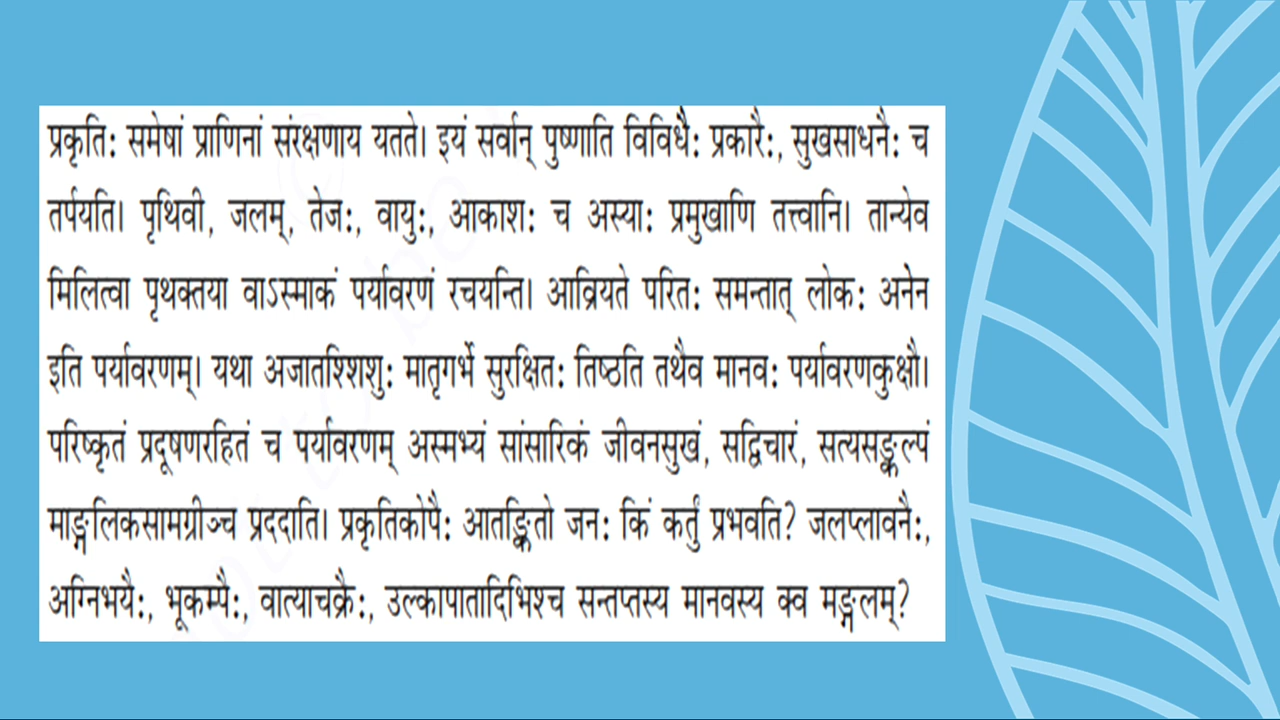 प्रकृतिः समेषां प्राणिनां संरक्षणाय यतते। इयं सर्वान् पुष्णाति विविधैः प्रकारैः, सुखसाधनैः च
तर्पयति। पृथिवी, जलम्, तेजः, वायुः, आकाशः च अस्याः प्रमुखाणि तत्त्वानि। तान्येव
मिलित्वा पृथक्तया वाऽस्माकं पर्यावरणं रचयन्ति। आव्रियते परितः समन्तात् लोकः अनेन
इति पर्यावरणम्। यथा अजातश्शिशुः मातृगर्भे सुरक्षितः तिष्ठति तथैव मानवः पर्यावरणकुक्षौ।
परिष्कृतं प्रदूषणरहितं च पर्यावरणम् अस्मभ्यं सांसारिकं जीवनसुखं, सद्विचारं, सत्यसङ्कल्पं
माङ्गलिकसामग्रीञ्च प्रददाति। प्रकृतिकोपैः आतङ्कितो जनः किं कर्तुं प्रभवति? जलप्लावनैः,
अग्निभयैः, भूकम्पैः, वात्याचक्रैः, उल्कापातादिभिश्च सन्तप्तस्य मानवस्य क्व मङ्गलम्?